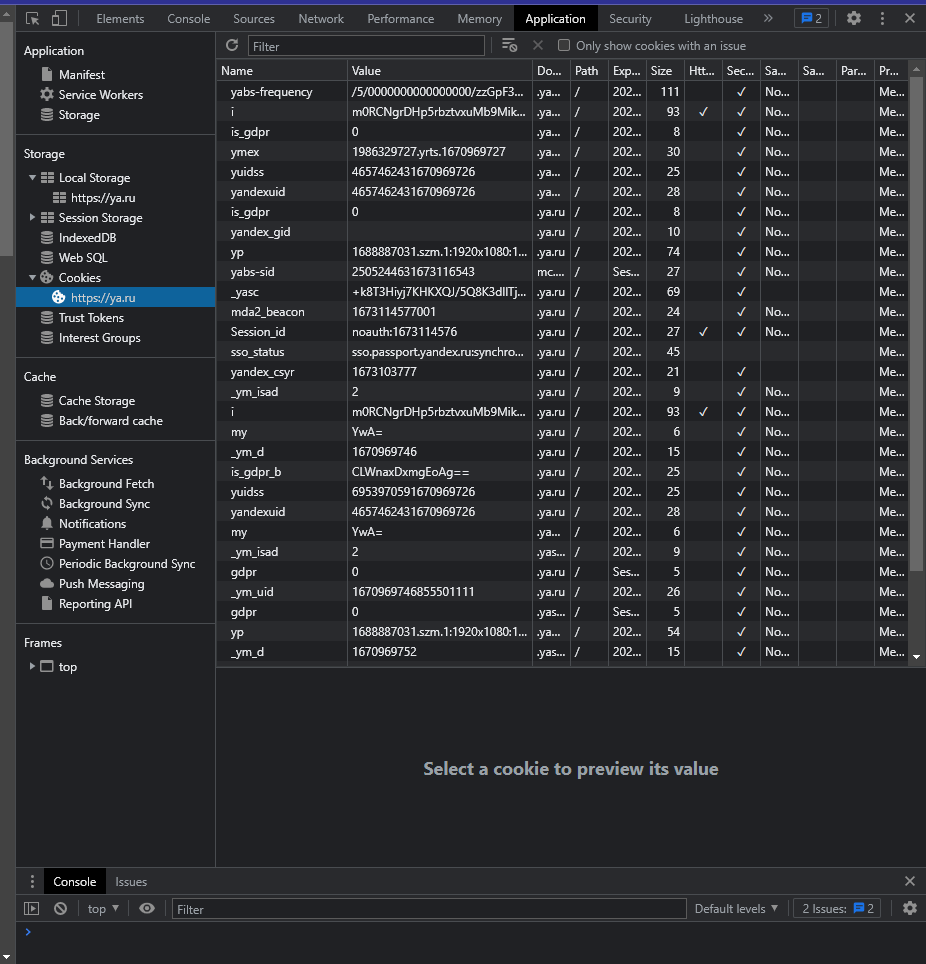 Elements Console Sources Network Performance Memory Application Security Lighthouse » 2
Application
Manifest
Service Workers
Storage
Storage
Local Storage
https://ya.ru
Session Storage
IndexedDB
Web SQL
Cookies
https://ya.ru
Trust Tokens
Interest Groups
Cache
Cache Storage
Back/forward cache
Background Services
Background Fetch
Background Sync
Notifications
Payment Handler
Periodic Background Sync
Push Messaging
Reporting API
Frames
top
Filter Only show cookies with an issue
Name Value Do... Path Exp... Size Htt... Sec... Sa... Sa... Par... Pr...
yabs-frequency /5/0000000000000000/zzGpF3... .ya... / 202... 111 ✓ No... Me...
i m0RCNgrDHp5rbztvxuMb9Mik... .ya... / 202... 93 ✓ ✓ No... Me...
is_gdpr 0 .ya... / 202... 8 ✓ No... Me...
ymex 1986329727.yrts.1670969727 .ya... / 202... 30 ✓ No... Me...
yuidss 4657462431670969726 .ya... / 202... 25 ✓ No... Me...
yandexuid 4657462431670969726 .ya... / 202... 28 ✓ No... Me...
is_gdpr 0 .ya.ru / 202... 8 ✓ No... Me...
yandex_gid .ya.ru / 202... 10 ✓ No... Me...
yp 1688887031.szm.1:1920x1080:1... .ya.ru / 202... 74 ✓ No... Me...
yabs-sid 2505244631673116543 mc.... / Ses... 27 ✓ No... Me...
_yasc +k8T3Hiyj7KHKXQJ/5Q8K3dlITj... .ya.ru / 202... 69 ✓ Me...
mda2_beacon 1673114577001 .ya.ru / 202... 24 ✓ No... Me...
Session_id noauth:1673114576 .ya.ru / 202... 27 ✓ ✓ No... Me...
sso_status sso.passport.yandex.ru:synchro... .ya.ru / 202... 45 Me...
yandex_csyr 1673103777 .ya.ru / 202... 21 ✓ Me...
_ym_isad 2 .ya.ru / 202... 9 ✓ No... Me...
i m0RCNgrDHp5rbztvxuMb9Mik... .ya.ru / 202... 93 ✓ ✓ No... Me...
my YwA= .ya.ru / 202... 6 ✓ No... Me...
_ym_d 1670969746 .ya.ru / 202... 15 ✓ No... Me...
is_gdpr_b CLWnaxDxmgEoAg== .ya.ru / 202... 25 ✓ No... Me...
yuidss 6953970591670969726 .ya.ru / 202... 25 ✓ No... Me...
yandexuid 4657462431670969726 .ya.ru / 202... 28 ✓ No... Me...
my YwA= .ya... / 202... 6 ✓ No... Me...
_ym_isad 2 .yas... / 202... 9 ✓ No... Me...
gdpr 0 .ya.ru / Ses... 5 ✓ No... Me...
_ym_uid 1670969746855501111 .ya.ru / 202... 26 ✓ No... Me...
gdpr 0 .yas... / Ses... 5 ✓ No... Me...
yp 1688887031.szm.1:1920x1080:1... .ya... / 202... 54 ✓ No... Me...
_ym_d 1670969752 .yas... / 202... 15 ✓ No... Me...
Select a cookie to preview its value
Console Issues
top Filter Default levels 2 Issues: 2